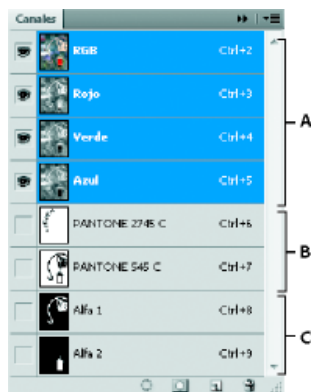 Canales
RGB Ctrl+2
Rojo Ctrl+3
Verde Ctrl+4
Azul Ctrl+5
PANTONE 2745 C Ctrl+6
PANTONE 545 C Ctrl+7
Alfa 1 Ctrl+8
Alfa 2 Ctrl+9
A
B
C